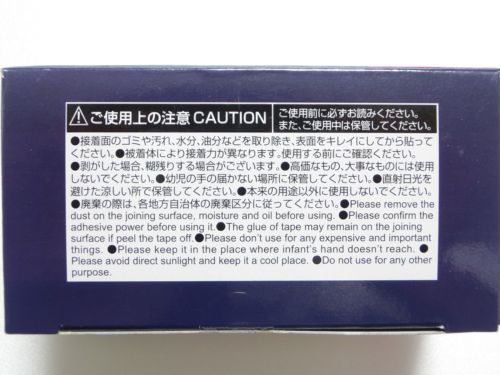 ご使用上の注意 CAUTION
ご使用前に必ずお読みください。
また、ご使用中は保管してください。
●接着面のゴミや汚れ、水分、油分などを取り除き、表面をキレイにしてから貼って
ください。●被着体により接着力が異なります。使用する前にご確認ください。
●剥がした場合、糊残りする場合がございます。●高価なもの、大事なものには使用
しないでください。●幼児の手の届かない場所に保管してください。●直射日光を
避けた涼しい所で保管してください。●本来の用途以外に使用しないでください。
●廃棄の際は、各地方自治体の廃棄区分に従ってください。●Please remove the
dust on the joining surface, moisture and oil before using. ●Please confirm the
adhesive power before using it.●The glue of tape may remain on the joining
surface if peel the tape off.●Please don't use for any expensive and important
things. ●Please keep it in the place where infant's hand doesn't reach. ●
Please avoid direct sunlight and keep it a cool place. ●Do not use for any other
purpose.